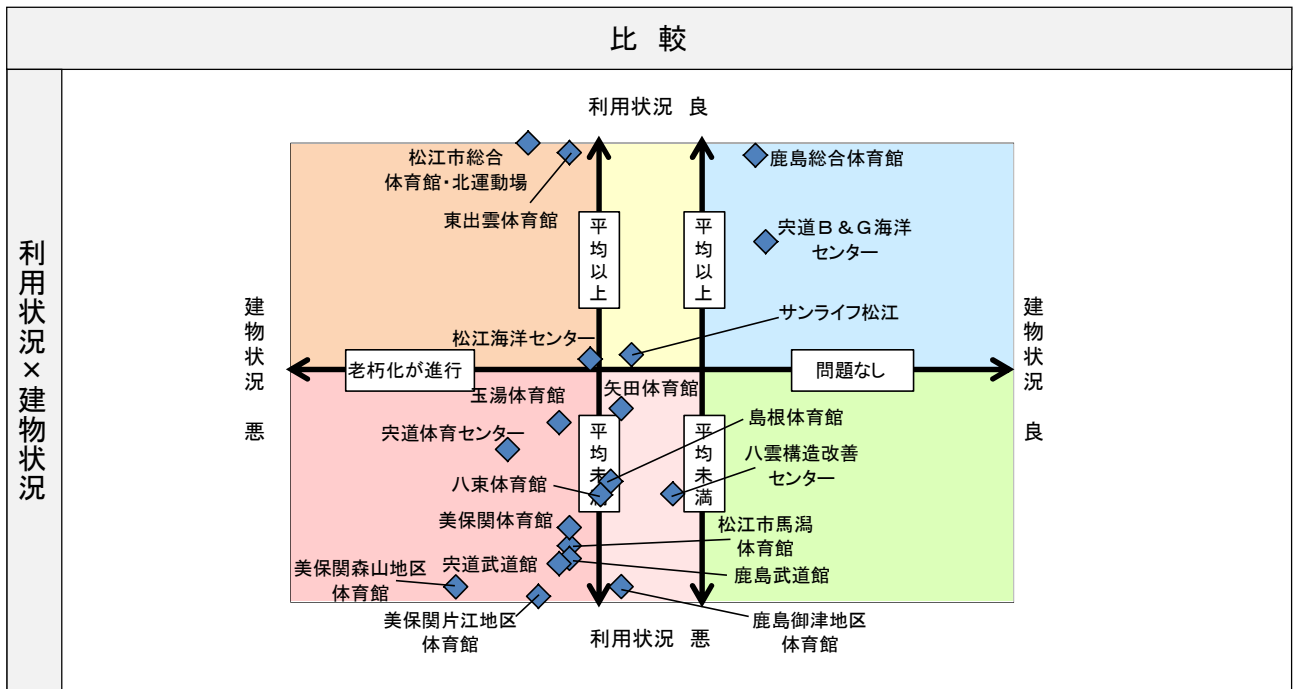 比 較
利用状況×建物状況
利用状況 良
松江市総合
体育館・北運動場
東出雲体育館
鹿島総合体育館
宍道Ｂ＆Ｇ海洋
センター
平均以上
平均以上
サンライフ松江
松江海洋センター
建物状況 悪
老朽化が進行
問題なし
建物状況 良
矢田体育館
玉湯体育館
島根体育館
宍道体育センター
八雲構造改善
センター
平均未満
平均未満
八束体育館
美保関体育館
松江市馬潟
体育館
宍道武道館
鹿島武道館
美保関森山地区
体育館
美保関片江地区
体育館
鹿島御津地区
体育館
利用状況 悪